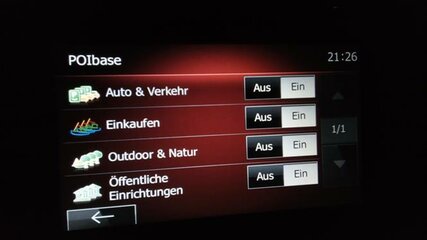 POIbase 21:26
Auto & Verkehr Aus Ein
Einkaufen Aus Ein
1/1
Outdoor & Natur Aus Ein
Öffentliche
Einrichtungen Aus Ein